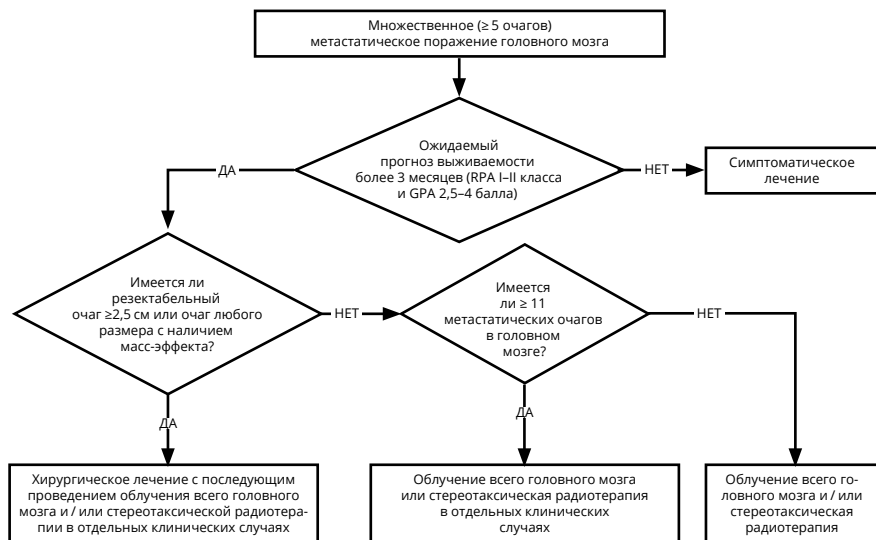 Множественное (≥ 5 очагов)
метастатическое поражение головного мозга
Ожидаемый
прогноз выживаемости
более 3 месяцев (RPA I–II класса
и GPA 2,5–4 балла)
ДА
НЕТ
Симптоматическое
лечение
Имеется ли
резектабельный
очаг ≥2,5 см или очаг любого
размера с наличием
масс-эффекта?
НЕТ
Имеется
ли ≥ 11
метастатических очагов
в головном
мозге?
НЕТ
ДА
ДА
Хирургическое лечение с последующим
проведением облучения всего головного
мозга и / или стереотаксической радиотера-
пии в отдельных клинических случаях
Облучение всего головного мозга
или стереотаксическая радиотерапия
в отдельных клинических
случаях
Облучение всего го-
ловного мозга и / или
стереотаксическая
радиотерапия